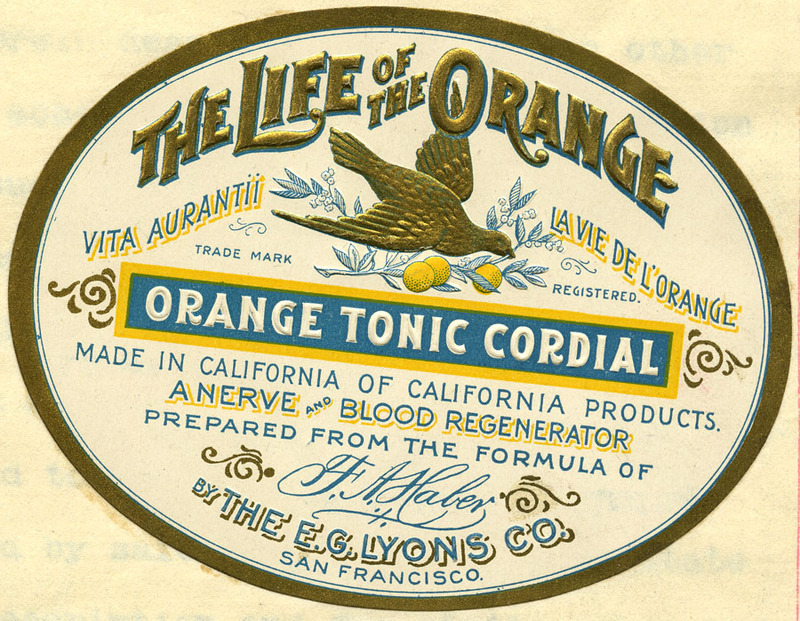 THE LIFE OF THE ORANGE
VITA AURANTII
LA VIE DE L'ORANGE
TRADE MARK
REGISTERED.
ORANGE TONIC CORDIAL
MADE IN CALIFORNIA OF CALIFORNIA PRODUCTS.
A NERVE AND BLOOD REGENERATOR
PREPARED FROM THE FORMULA OF
F. A. Haber
BY THE E.G. LYONS CO.
SAN FRANCISCO.